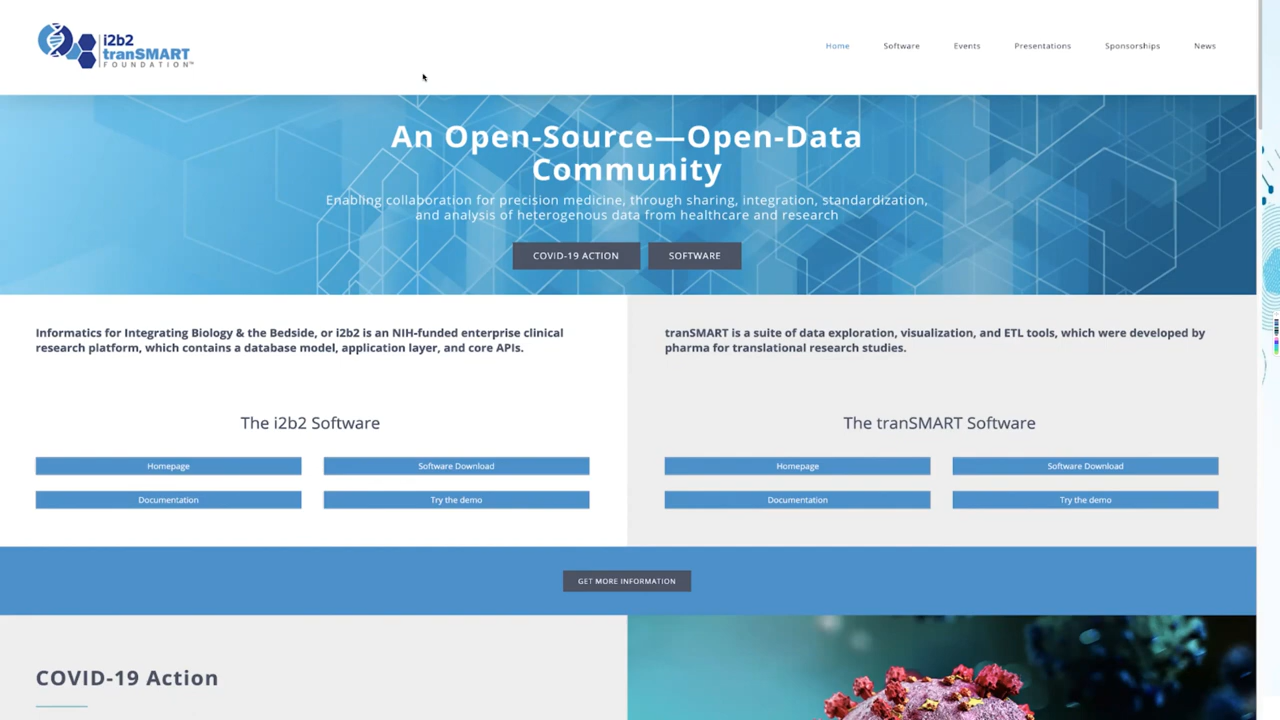 i2b2
tranSMART
FOUNDATION™
Home Software Events Presentations Sponsorships News
An Open-Source—Open-Data
Community
Enabling collaboration for precision medicine, through sharing, integration, standardization,
and analysis of heterogenous data from healthcare and research
COVID-19 ACTION SOFTWARE
Informatics for Integrating Biology & the Bedside, or i2b2 is an NIH-funded enterprise clinical
research platform, which contains a database model, application layer, and core APIs.
The i2b2 Software
Homepage Software Download
Documentation Try the demo
tranSMART is a suite of data exploration, visualization, and ETL tools, which were developed by
pharma for translational research studies.
The tranSMART Software
Homepage Software Download
Documentation Try the demo
GET MORE INFORMATION
COVID-19 Action